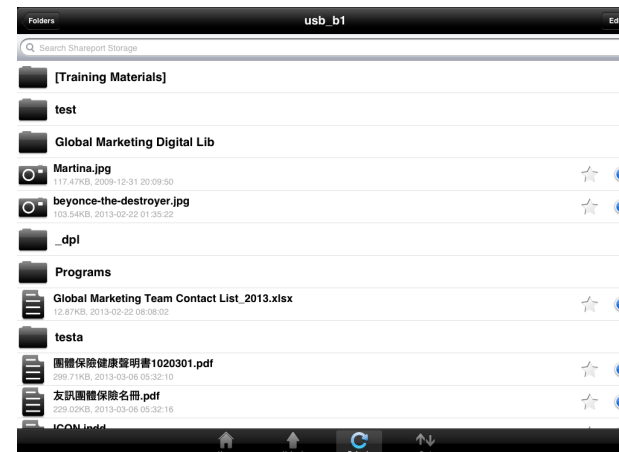 Folders
usb_b1
Search Shareport Storage
[Training Materials]
test
Global Marketing Digital Lib
Martina.jpg
117.47KB, 2009-12-31 20:09:50
beyonce-the-destroyer.jpg
103.54KB, 2013-02-22 01:35:22
_dpl
Programs
Global Marketing Team Contact List_2013.xlsx
12.87KB, 2013-02-22 08:08:02
testa
團體保險健康聲明書1020301.pdf
299.71KB, 2013-03-06 05:32:10
友訊團體保險名冊.pdf
229.02KB, 2013-03-06 05:32:16
ICON.indd